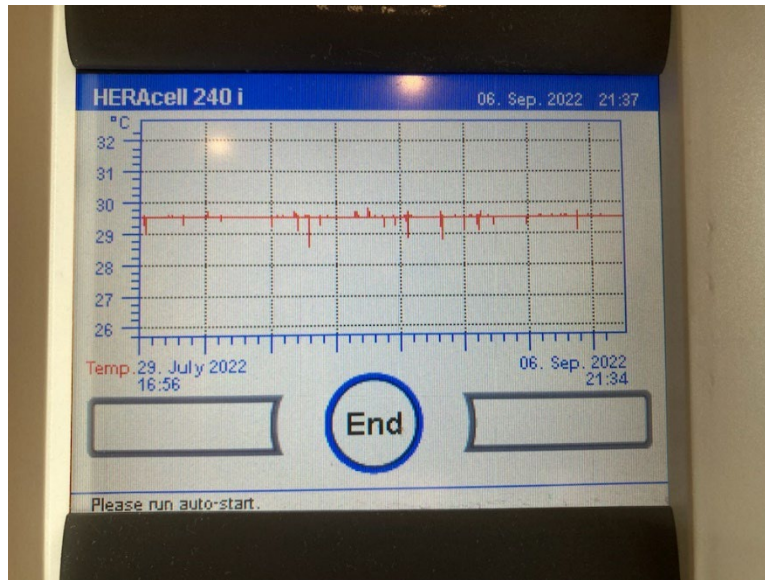 HERAcell 240 i 06. Sep. 2022 21:37
°C
32
31
30
29
28
27
26
Temp. 29. July 2022 06. Sep. 2022
16:56 21:34
End
Please run auto-start.